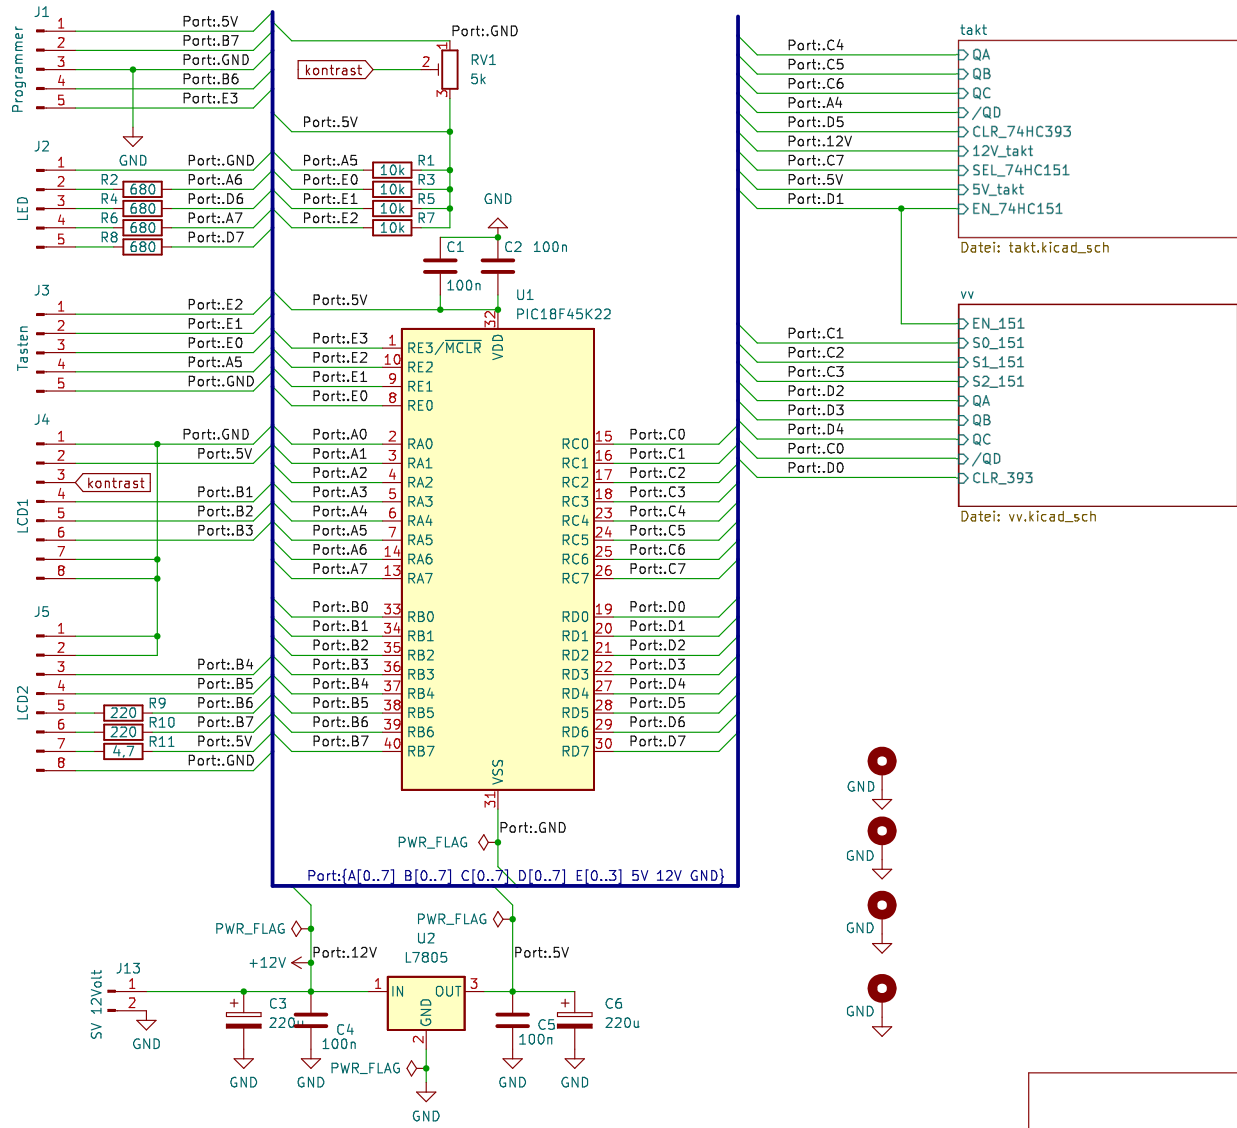 J1
Programmer
1 Port:.5V
2 Port:.B7
3 Port:.GND
4 Port:.B6
5 Port:.E3
GND
J2
LED
1 Port:.GND
2 R2 680 Port:.A6
3 R4 680 Port:.D6
4 R6 680 Port:.A7
5 R8 680 Port:.D7
J3
Tasten
1 Port:.E2
2 Port:.E1
3 Port:.E0
4 Port:.A5
5 Port:.GND
J4
LCD1
1 Port:.GND
2 Port:.5V
3 kontrast
4 Port:.B1
5 Port:.B2
6 Port:.B3
7
8
J5
LCD2
1
2
3 Port:.B4
4 Port:.B5
5 220 R9 Port:.B6
6 220 R10 Port:.B7
7 4,7 R11 Port:.5V
8 Port:.GND
Port:.GND
kontrast 2 1 3 RV1
5k
Port:.5V
Port:.A5 10k R1
Port:.E0 10k R3
Port:.E1 10k R5
Port:.E2 10k R7
GND
C1 100n
C2 100n
Port:.5V
U1
PIC18F45K22
32 VDD
Port:.E3 1 RE3/MCLR
Port:.E2 10 RE2
Port:.E1 9 RE1
Port:.E0 8 RE0
Port:.A0 2 RA0
Port:.A1 3 RA1
Port:.A2 4 RA2
Port:.A3 5 RA3
Port:.A4 6 RA4
Port:.A5 7 RA5
Port:.A6 14 RA6
Port:.A7 13 RA7
Port:.B0 33 RB0
Port:.B1 34 RB1
Port:.B2 35 RB2
Port:.B3 36 RB3
Port:.B4 37 RB4
Port:.B5 38 RB5
Port:.B6 39 RB6
Port:.B7 40 RB7
RC0 15 Port:.C0
RC1 16 Port:.C1
RC2 17 Port:.C2
RC3 18 Port:.C3
RC4 23 Port:.C4
RC5 24 Port:.C5
RC6 25 Port:.C6
RC7 26 Port:.C7
RD0 19 Port:.D0
RD1 20 Port:.D1
RD2 21 Port:.D2
RD3 22 Port:.D3
RD4 27 Port:.D4
RD5 28 Port:.D5
RD6 29 Port:.D6
RD7 30 Port:.D7
VSS 31
Port:.GND
PWR_FLAG
Port:{A[0..7] B[0..7] C[0..7] D[0..7] E[0..3] 5V 12V GND}
PWR_FLAG
PWR_FLAG
Port:.12V
+12V
Port:.5V
U2
L7805
1 IN OUT 3
GND
2
J13
SV 12Volt
1
2
GND
+ C3
220u
GND
C4
100n
GND
PWR_FLAG
GND
C5
100n
GND
+ C6
220u
GND
takt
Port:.C4 QA
Port:.C5 QB
Port:.C6 QC
Port:.A4 /QD
Port:.D5 CLR_74HC393
Port:.12V 12V_takt
Port:.C7 SEL_74HC151
Port:.5V 5V_takt
Port:.D1 EN_74HC151
Datei: takt.kicad_sch
vv
EN_151
Port:.C1 S0_151
Port:.C2 S1_151
Port:.C3 S2_151
Port:.D2 QA
Port:.D3 QB
Port:.D4 QC
Port:.C0 /QD
Port:.D0 CLR_393
Datei: vv.kicad_sch
GND
GND
GND
GND